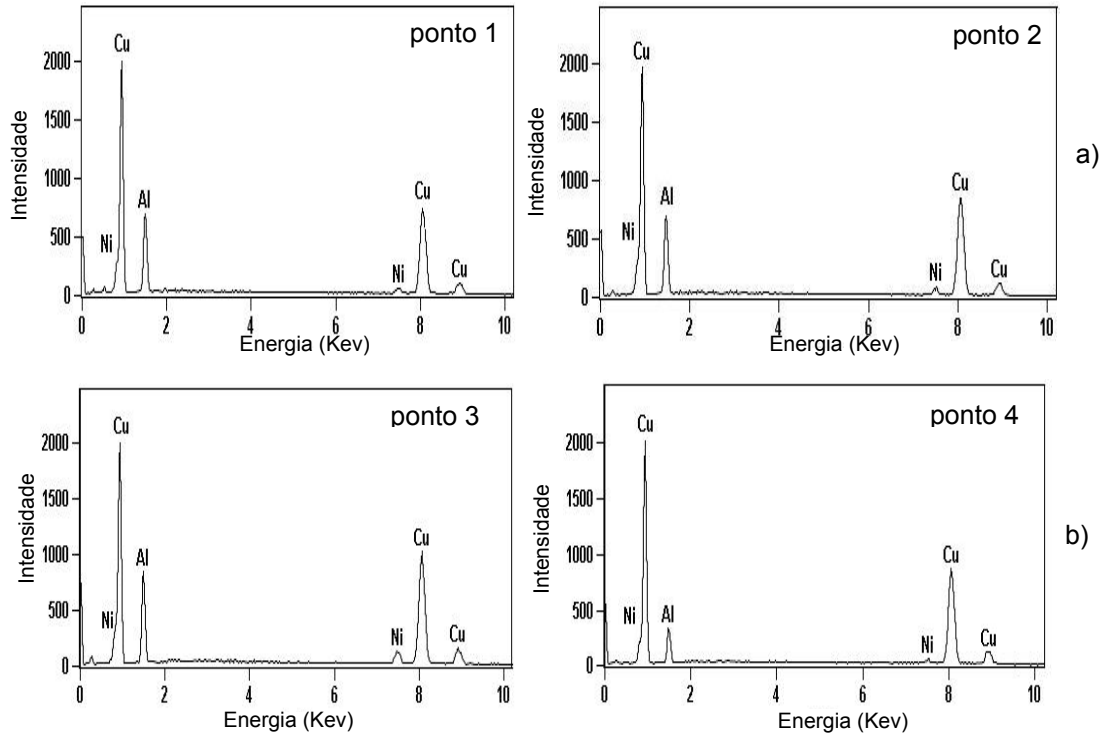 ponto 1
Cu
2000
1500
1000
500
0
Ni
Al
Cu
Ni
Cu
0 2 4 6 8 10
Intensidade
Energia (Kev)
ponto 2
Cu
2000
1500
1000
500
0
Ni
Al
Cu
Ni
Cu
0 2 4 6 8 10
Intensidade
Energia (Kev)
a)
ponto 3
Cu
2000
1500
1000
500
0
Ni
Al
Cu
Ni
Cu
0 2 4 6 8 10
Intensidade
Energia (Kev)
ponto 4
Cu
2000
1500
1000
500
0
Ni
Al
Cu
Ni
Cu
0 2 4 6 8 10
Intensidade
Energia (Kev)
b)